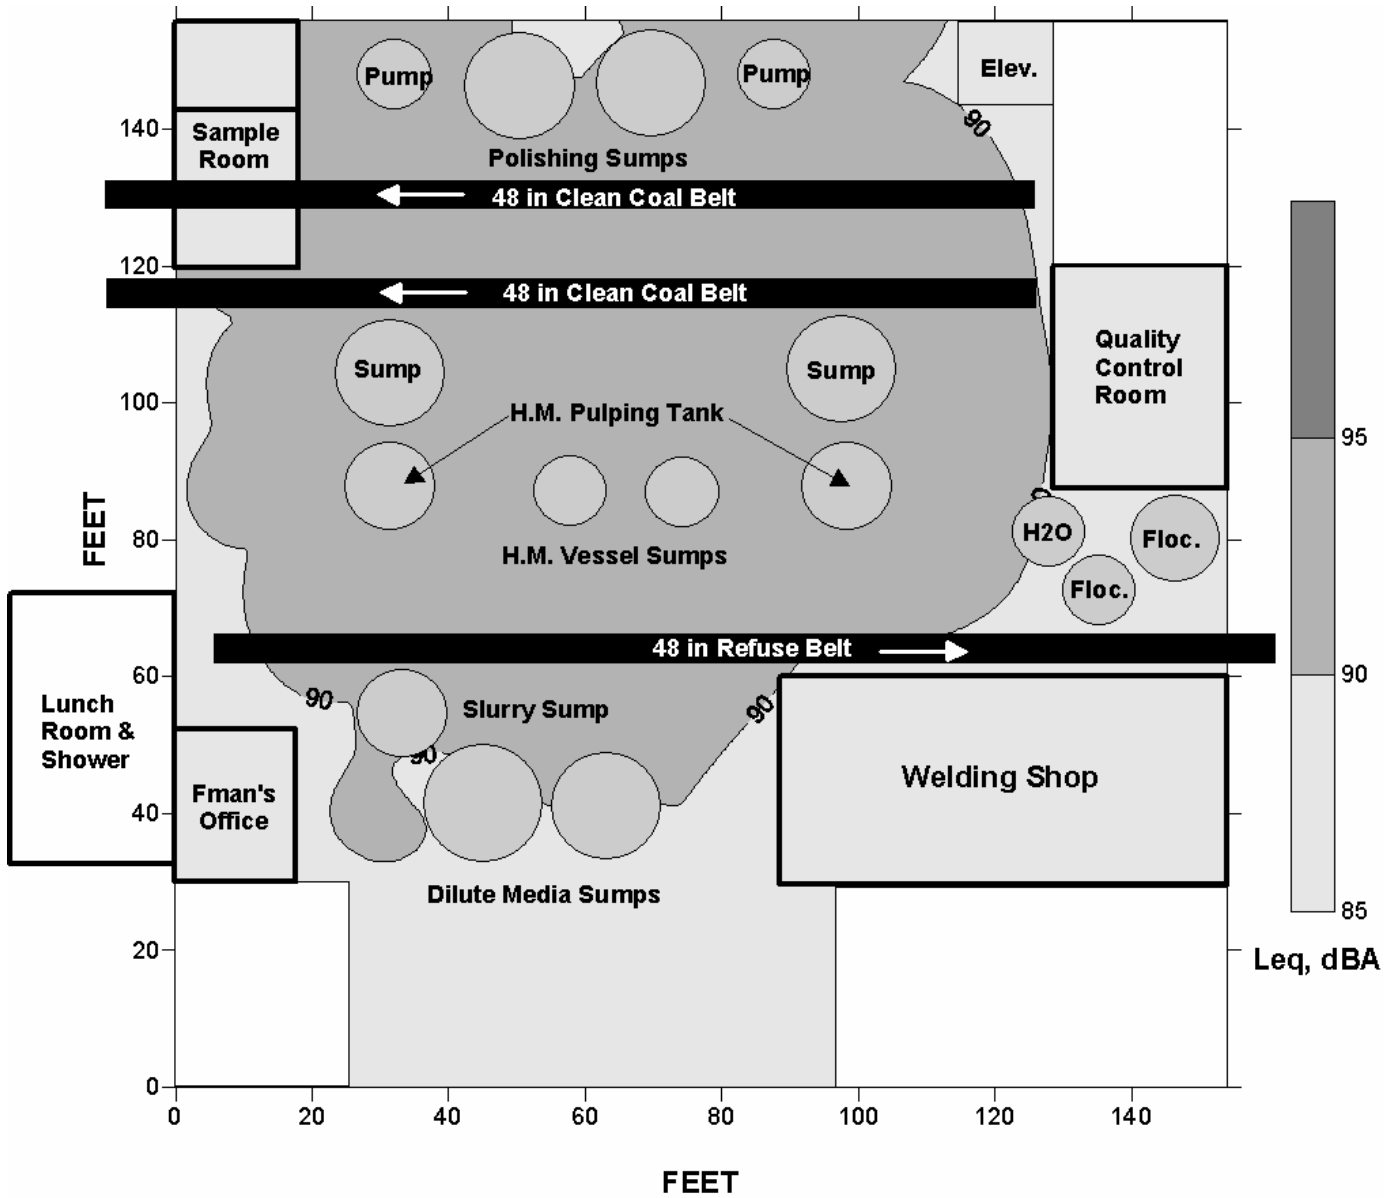 Pump
Pump
Elev.
90
140
Sample
Room
Polishing Sumps
48 in Clean Coal Belt
120
48 in Clean Coal Belt
Quality
Control
Room
Sump
Sump
100
H.M. Pulping Tank
95
FEET
80
H2O
Floc.
Floc.
H.M. Vessel Sumps
48 in Refuse Belt
60
90
90
90
Slurry Sump
90
Lunch
Room &
Shower
Fman's
Office
Welding Shop
40
Dilute Media Sumps
85
20
Leq, dBA
0
0
20
40
60
80
100
120
140
FEET